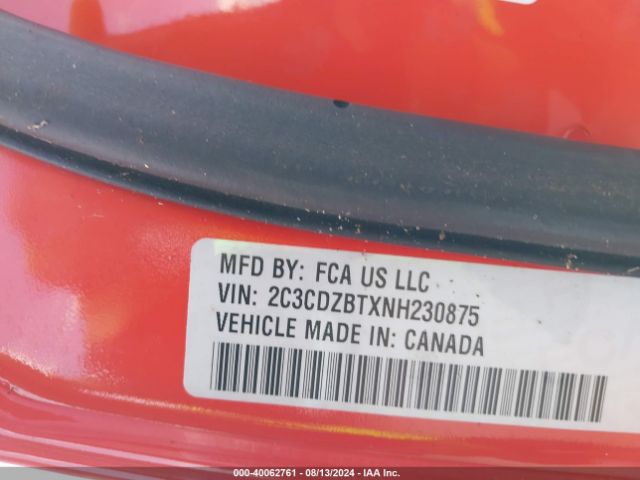 MFD BY: FCA US LLC
VIN: 2C3CDZBTXNH230875
VEHICLE MADE IN: CANADA
000-40062761 - 08/13/2024 - IAA Inc.